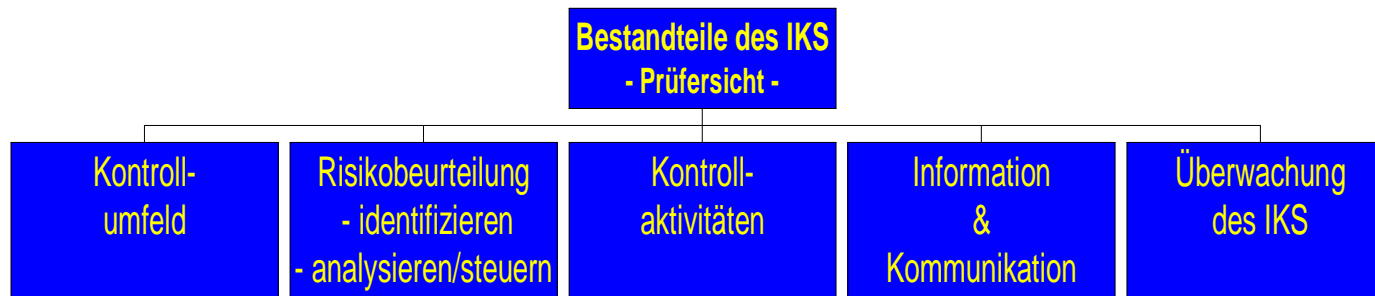 Bestandteile des IKS
- Prüfersicht -
Kontroll-
umfeld
Risikobeurteilung
- identifizieren
- analysieren/steuern
Kontroll-
aktivitäten
Information
&
Kommunikation
Überwachung
des IKS